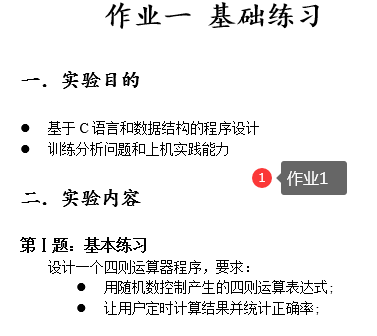 作业一 基础练习
一．实验目的
● 基于 C 语言和数据结构的程序设计
● 训练分析问题和上机实践能力
1 作业1
二．实验内容
第Ⅰ题：基本练习
设计一个四则运算器程序，要求：
● 用随机数控制产生的四则运算表达式；
● 让用户定时计算结果并统计正确率；